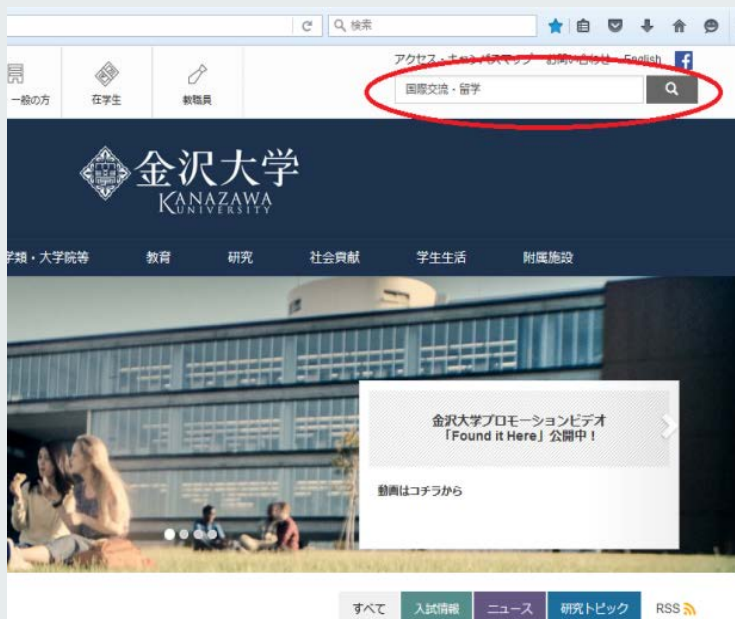 検索
アクセス・キャンパスマップ お問い合わせ English
一般の方 在学生 教職員
国際交流・留学
金沢大学
KANAZAWA
UNIVERSITY
学類・大学院等 教育 研究 社会貢献 学生生活 附属施設
金沢大学プロモーションビデオ
「Found it Here」公開中！
動画はコチラから
すべて 入試情報 ニュース 研究トピック RSS